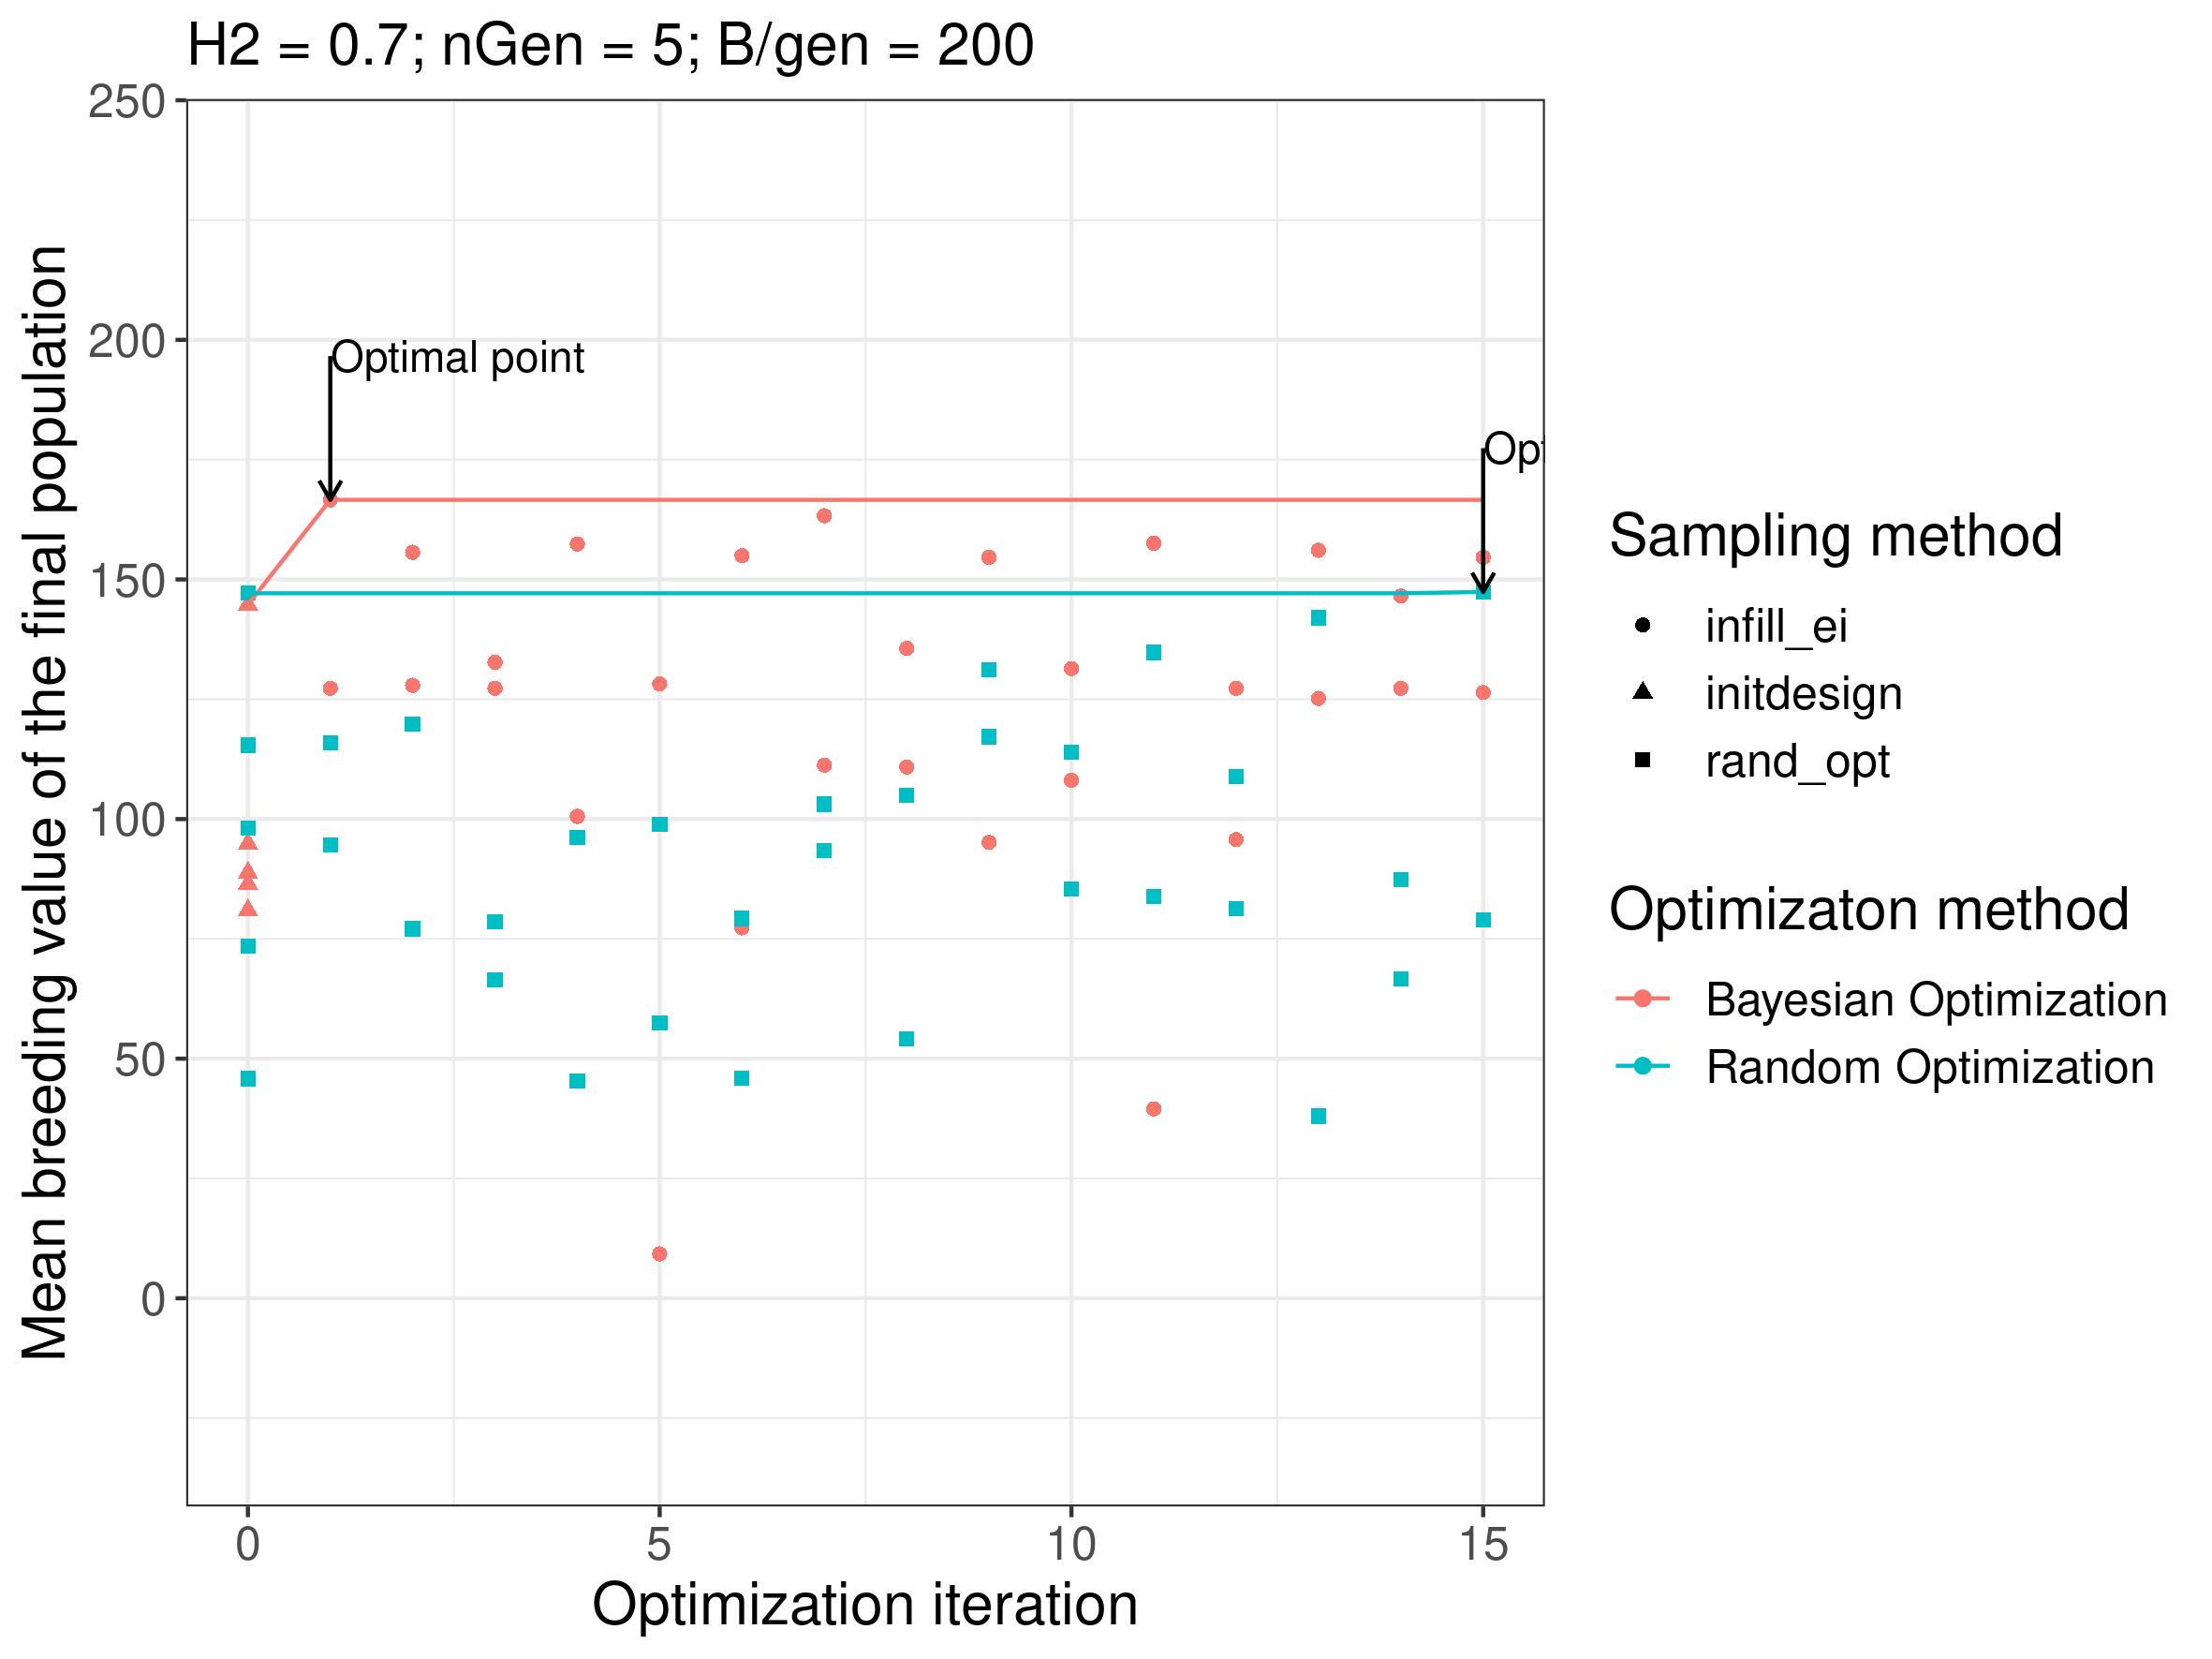 H2 = 0.7; nGen = 5; B/gen = 200
Mean breeding value of the final population
250
200
150
100
50
0
Optimal point
Opt
0 5 10 15
Optimization iteration
Sampling method
infill_ei
initdesign
rand_opt
Optimizaton method
Bayesian Optimization
Random Optimization